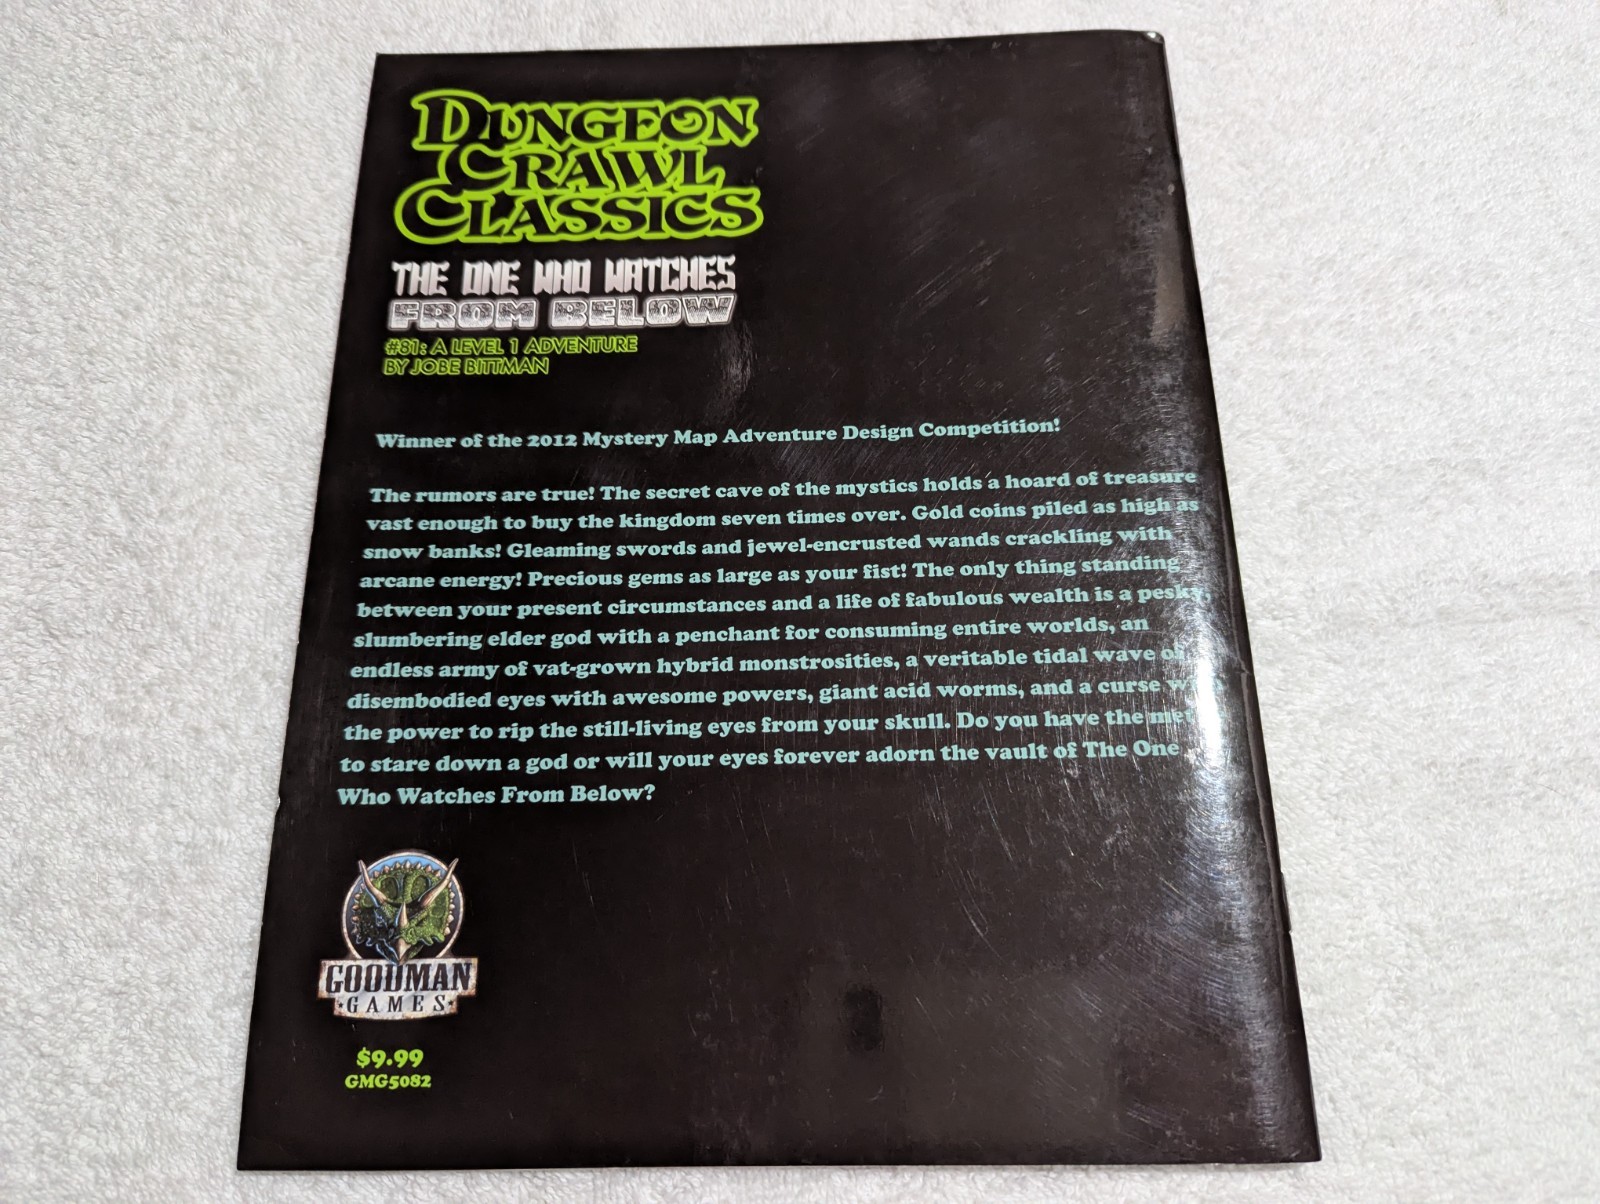 DUNGEON
CRAWL
CLASSICS
THE ONE WHO WATCHES
FROM BELOW
#81: A LEVEL 1 ADVENTURE
BY JOBE BITTMAN
Winner of the 2012 Mystery Map Adventure Design Competition!
The rumors are true! The secret cave of the mystics holds a hoard of treasure
vast enough to buy the kingdom seven times over. Gold coins piled as high as
snow banks! Gleaming swords and jewel-encrusted wands crackling with
arcane energy! Precious gems as large as your fist! The only thing standing
between your present circumstances and a life of fabulous wealth is a pesky,
slumbering elder god with a penchant for consuming entire worlds, an
endless army of vat-grown hybrid monstrosities, a veritable tidal wave of
disembodied eyes with awesome powers, giant acid worms, and a curse
the power to rip the still-living eyes from your skull. Do you have the
to stare down a god or will your eyes forever adorn the vault of The One
Who Watches From Below?
GOODMAN
GAMES
$9.99
GMG5082